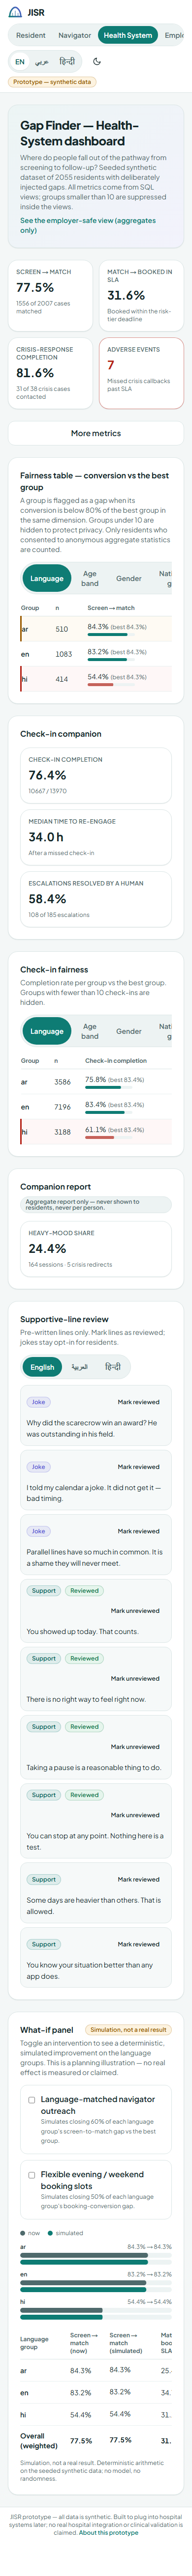 JISR
Resident
Navigator
Health System
Emplo
EN
عربي
हिन्दी
Prototype — synthetic data
Gap Finder — Health-
System dashboard
Where do people fall out of the pathway from
screening to follow-up? Seeded synthetic
dataset of 2055 residents with deliberately
injected gaps. All metrics come from SQL
views; groups smaller than 10 are suppressed
inside the views.
See the employer-safe view (aggregates
only)
SCREEN → MATCH
77.5%
1556 of 2007 cases
matched
MATCH → BOOKED IN
SLA
31.6%
Booked within the risk-
tier deadline
CRISIS-RESPONSE
COMPLETION
81.6%
31 of 38 crisis cases
contacted
ADVERSE EVENTS
7
Missed crisis callbacks
past SLA
More metrics
Fairness table — conversion vs the best
group
A group is flagged as a gap when its
conversion is below 80% of the best group in
the same dimension. Groups under 10 are
hidden to protect privacy. Only residents who
consented to anonymous aggregate statistics
are counted.
Language
Age
band
Gender
Nati
g
Group
n
Screen → match
ar
510
84.3% (best 84.3%)
en
1083
83.2% (best 84.3%)
hi
414
54.4% (best 84.3%)
Check-in companion
CHECK-IN COMPLETION
76.4%
10667 / 13970
MEDIAN TIME TO RE-ENGAGE
34.0 h
After a missed check-in
ESCALATIONS RESOLVED BY A HUMAN
58.4%
108 of 185 escalations
Check-in fairness
Completion rate per group vs the best group.
Groups with fewer than 10 check-ins are
hidden.
Language
Age
band
Gender
Nati
g
Group
n
Check-in completion
ar
3586
75.8% (best 83.4%)
en
7196
83.4% (best 83.4%)
hi
3188
61.1% (best 83.4%)
Companion report
Aggregate report only — never shown to
residents, never per person.
HEAVY-MOOD SHARE
24.4%
164 sessions · 5 crisis redirects
Supportive-line review
Pre-written lines only. Mark lines as reviewed;
jokes stay opt-in for residents.
English
العربية
हिन्दी
Joke
Mark reviewed
Why did the scarecrow win an award? He
was outstanding in his field.
Joke
Mark reviewed
I told my calendar a joke. It did not get it —
bad timing.
Joke
Mark reviewed
Parallel lines have so much in common. It is
a shame they will never meet.
Support
Reviewed
Mark unreviewed
You showed up today. That counts.
Support
Reviewed
Mark unreviewed
There is no right way to feel right now.
Support
Reviewed
Mark unreviewed
Taking a pause is a reasonable thing to do.
Support
Reviewed
Mark unreviewed
You can stop at any point. Nothing here is a
test.
Support
Mark reviewed
Some days are heavier than others. That is
allowed.
Support
Mark reviewed
You know your situation better than any
app does.
What-if panel
Simulation, not a real result
Toggle an intervention to see a deterministic,
simulated improvement on the language
groups. This is a planning illustration — no real
effect is measured or claimed.
Language-matched navigator
outreach
Simulates closing 60% of each language
group's screen-to-match gap vs the best
group.
Flexible evening / weekend
booking slots
Simulates closing 50% of each language
group's booking-conversion gap.
now
simulated
ar
84.3% → 84.3%
en
83.2% → 83.2%
hi
54.4% → 54.4%
Language
group
Screen →
match
(now)
Screen →
match
(simulated)
Mat
boo
SLA
ar
84.3%
84.3%
25.
en
83.2%
83.2%
34.
hi
54.4%
54.4%
31.
Overall
(weighted)
77.5%
77.5%
31.
Simulation, not a real result. Deterministic arithmetic
on the seeded synthetic data; no model, no
randomness.
JISR prototype — all data is synthetic. Built to plug into hospital
systems later; no real hospital integration or clinical validation is
claimed. About this prototype